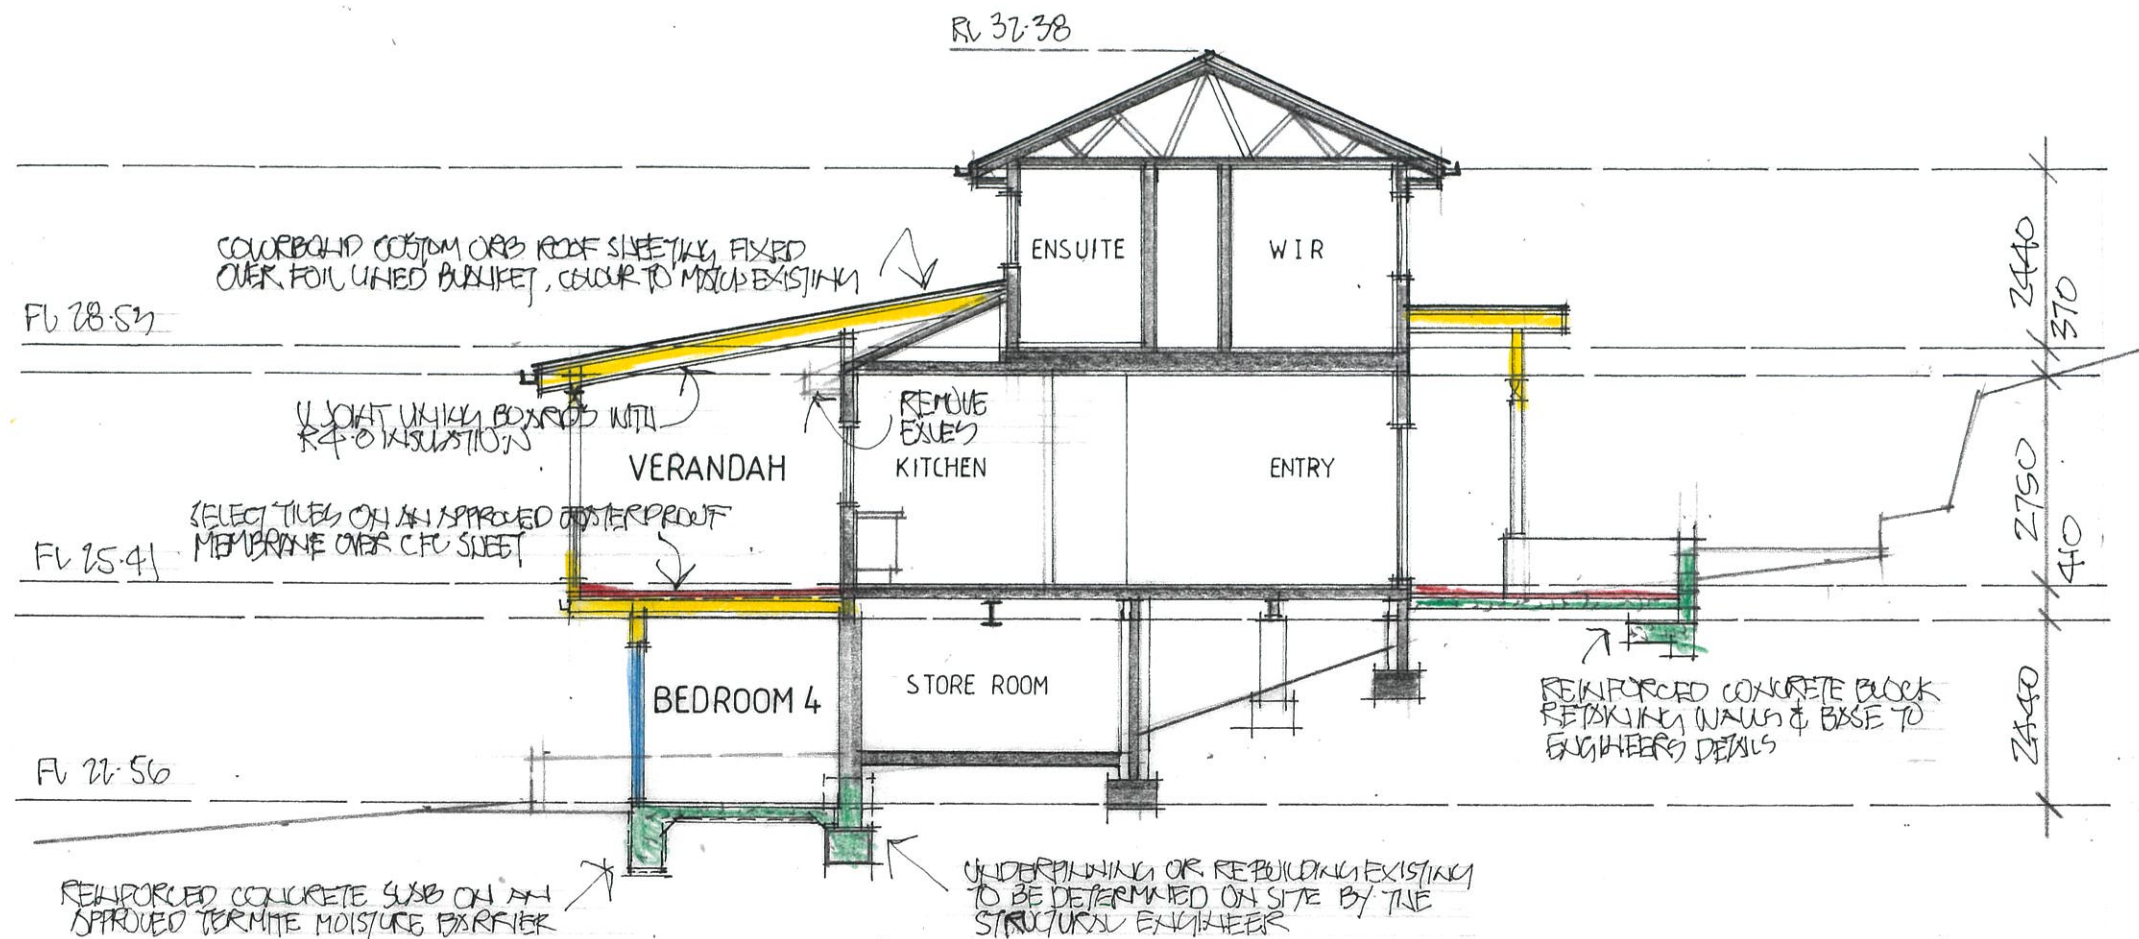 RL 32.38
COLORBOND CUSTOM ORB ROOF SHEETING FIXED
OVER FOIL LINED BLANKET, COLOUR TO MATCH EXISTING
ENSUITE
WIR
FL 28.53
V JOINT LINING BOARDS WITH
R4.0 INSULATION
REMOVE
EAVES
VERANDAH
KITCHEN
ENTRY
SELECT TILES ON AN APPROVED WATERPROOF
MEMBRANE OVER CFC SHEET
FL 25.41
BEDROOM 4
STORE ROOM
REINFORCED CONCRETE BLOCK
RETAINING WALLS & BASE TO
ENGINEERS DETAILS
FL 22.56
REINFORCED CONCRETE SLAB ON AN
APPROVED TERMITE MOISTURE BARRIER
UNDERPINNING OR REBUILDING EXISTING
TO BE DETERMINED ON SITE BY THE
STRUCTURAL ENGINEER
2440
370
2750
440
2440